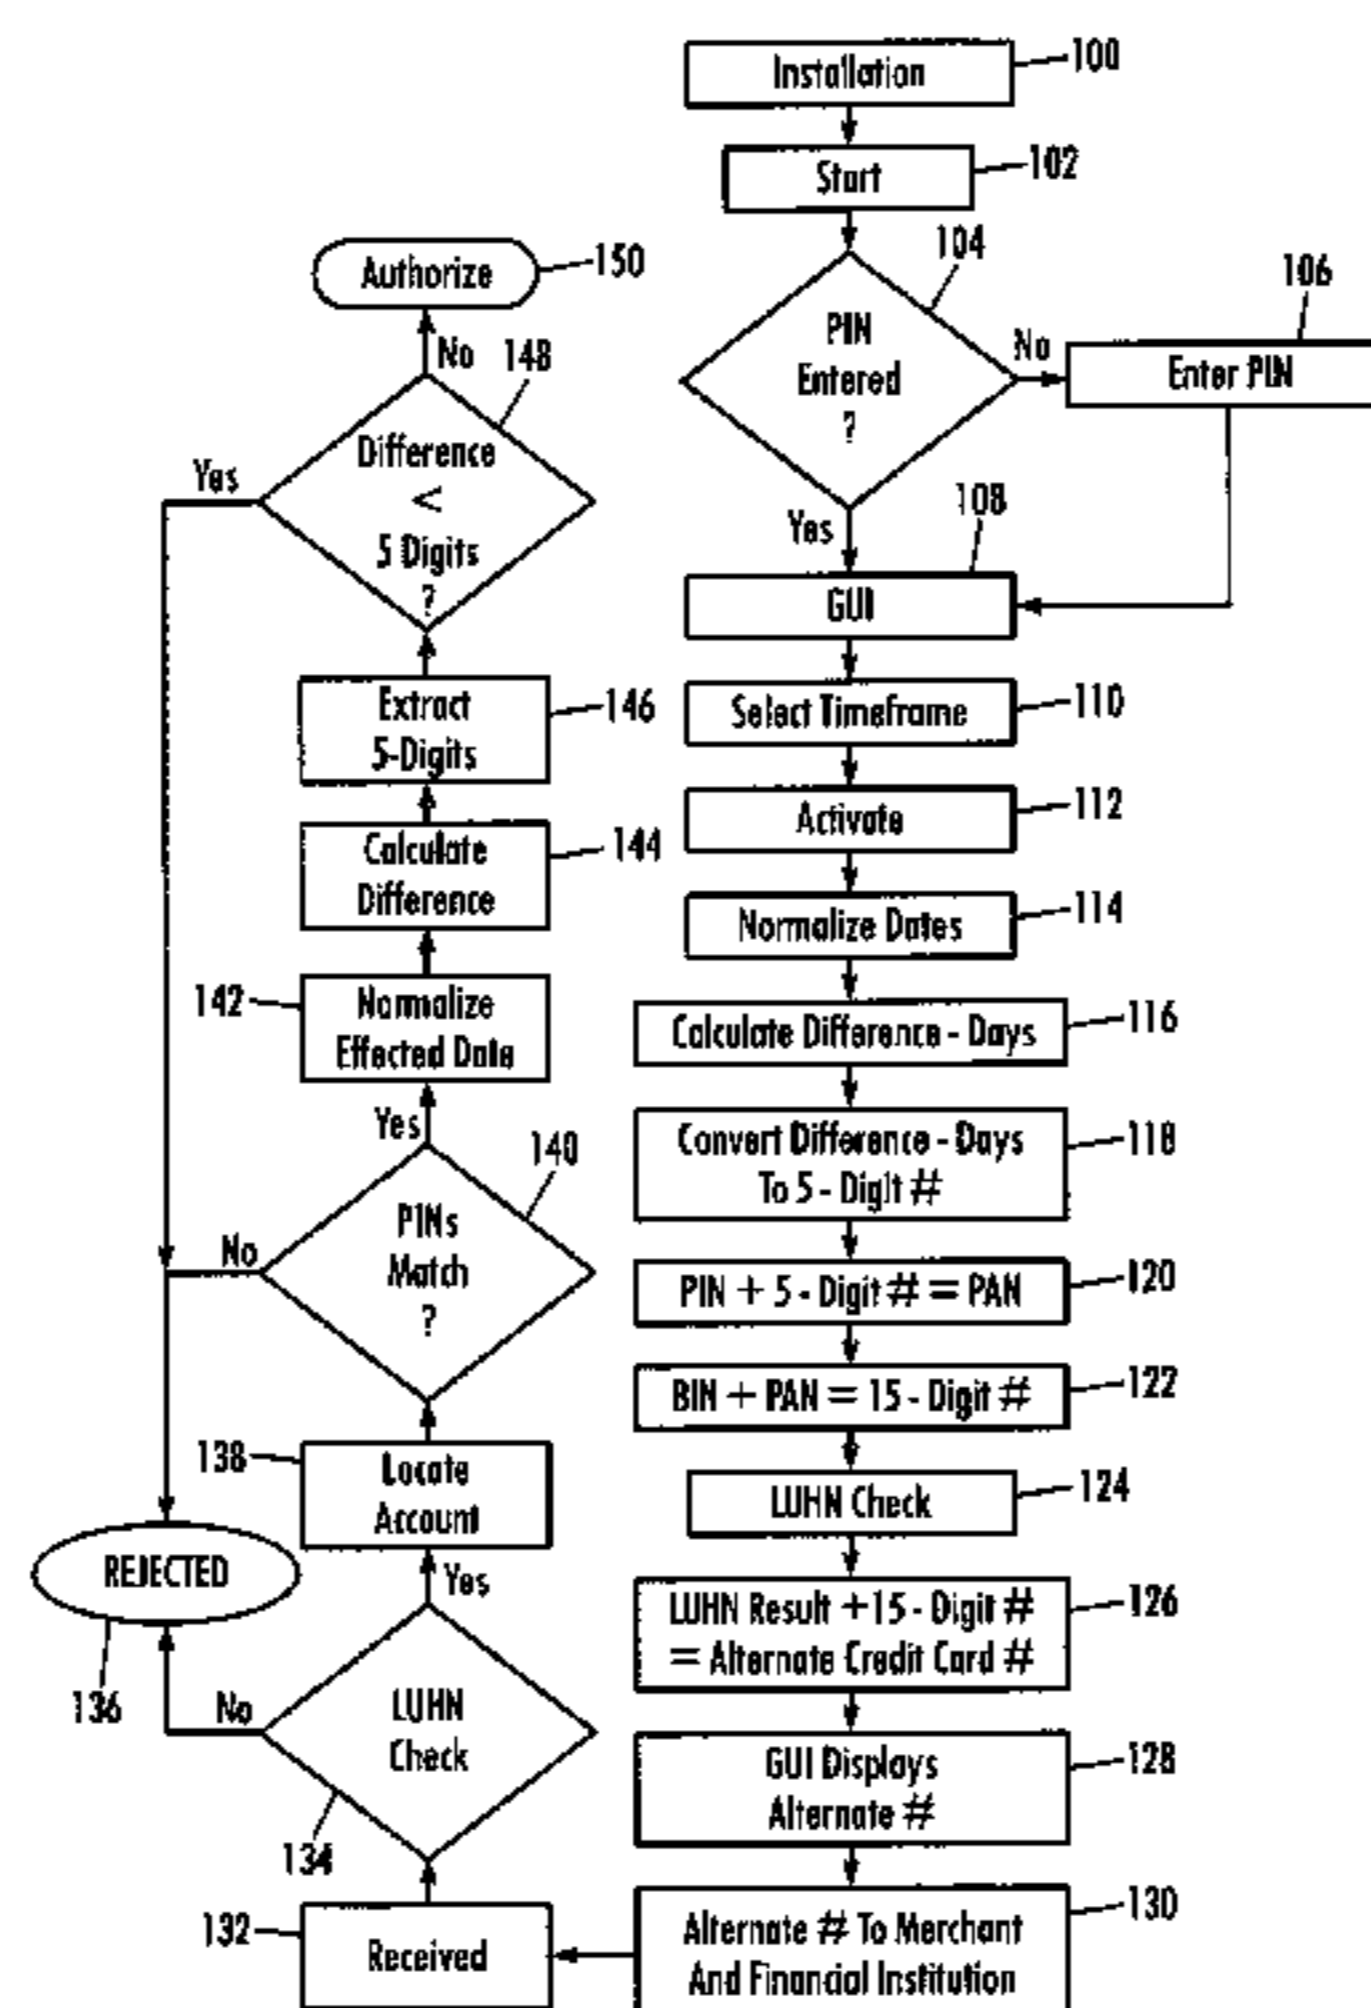 Installation
100
Start
102
104
PIN
Entered
?
No
106
Enter PIN
Yes
108
GUI
Select Timeframe
110
Activate
112
Normalize Dates
114
Calculate Difference - Days
116
Convert Difference - Days
To 5 - Digit #
118
PIN + 5 - Digit # = PAN
120
BIN + PAN = 15 - Digit #
122
LUHN Check
124
LUHN Result +15 - Digit #
= Alternate Credit Card #
126
GUI Displays
Alternate #
128
Alternate # To Merchant
And Financial Institution
130
132
Received
LUHN
Check
134
No
Yes
REJECTED
136
138
Locate
Account
PINs
Match
?
140
No
Yes
142
Normalize
Effected Date
Calculate
Difference
144
Extract
5-Digits
146
Difference
<
5 Digits
?
148
Yes
No
Authorize
150